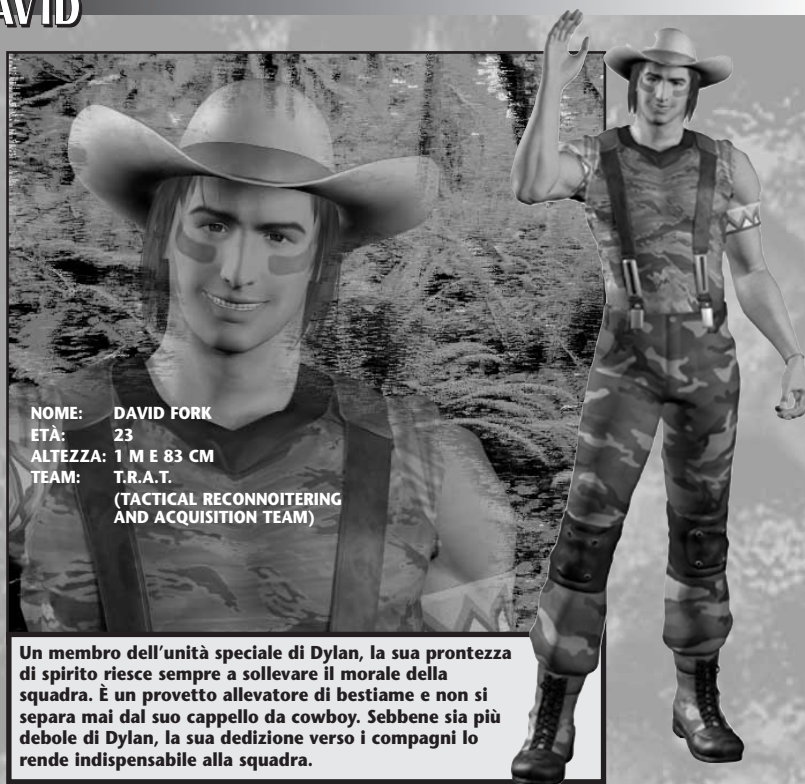 DAVID
NOME: DAVID FORK
ETÀ: 23
ALTEZZA: 1 M E 83 CM
TEAM: T.R.A.T.
(TACTICAL RECONNOITERING
AND ACQUISITION TEAM)
Un membro dell'unità speciale di Dylan, la sua prontezza
di spirito riesce sempre a sollevare il morale della
squadra. È un provetto allevatore di bestiame e non si
separa mai dal suo cappello da cowboy. Sebbene sia più
debole di Dylan, la sua dedizione verso i compagni lo
rende indispensabile alla squadra.